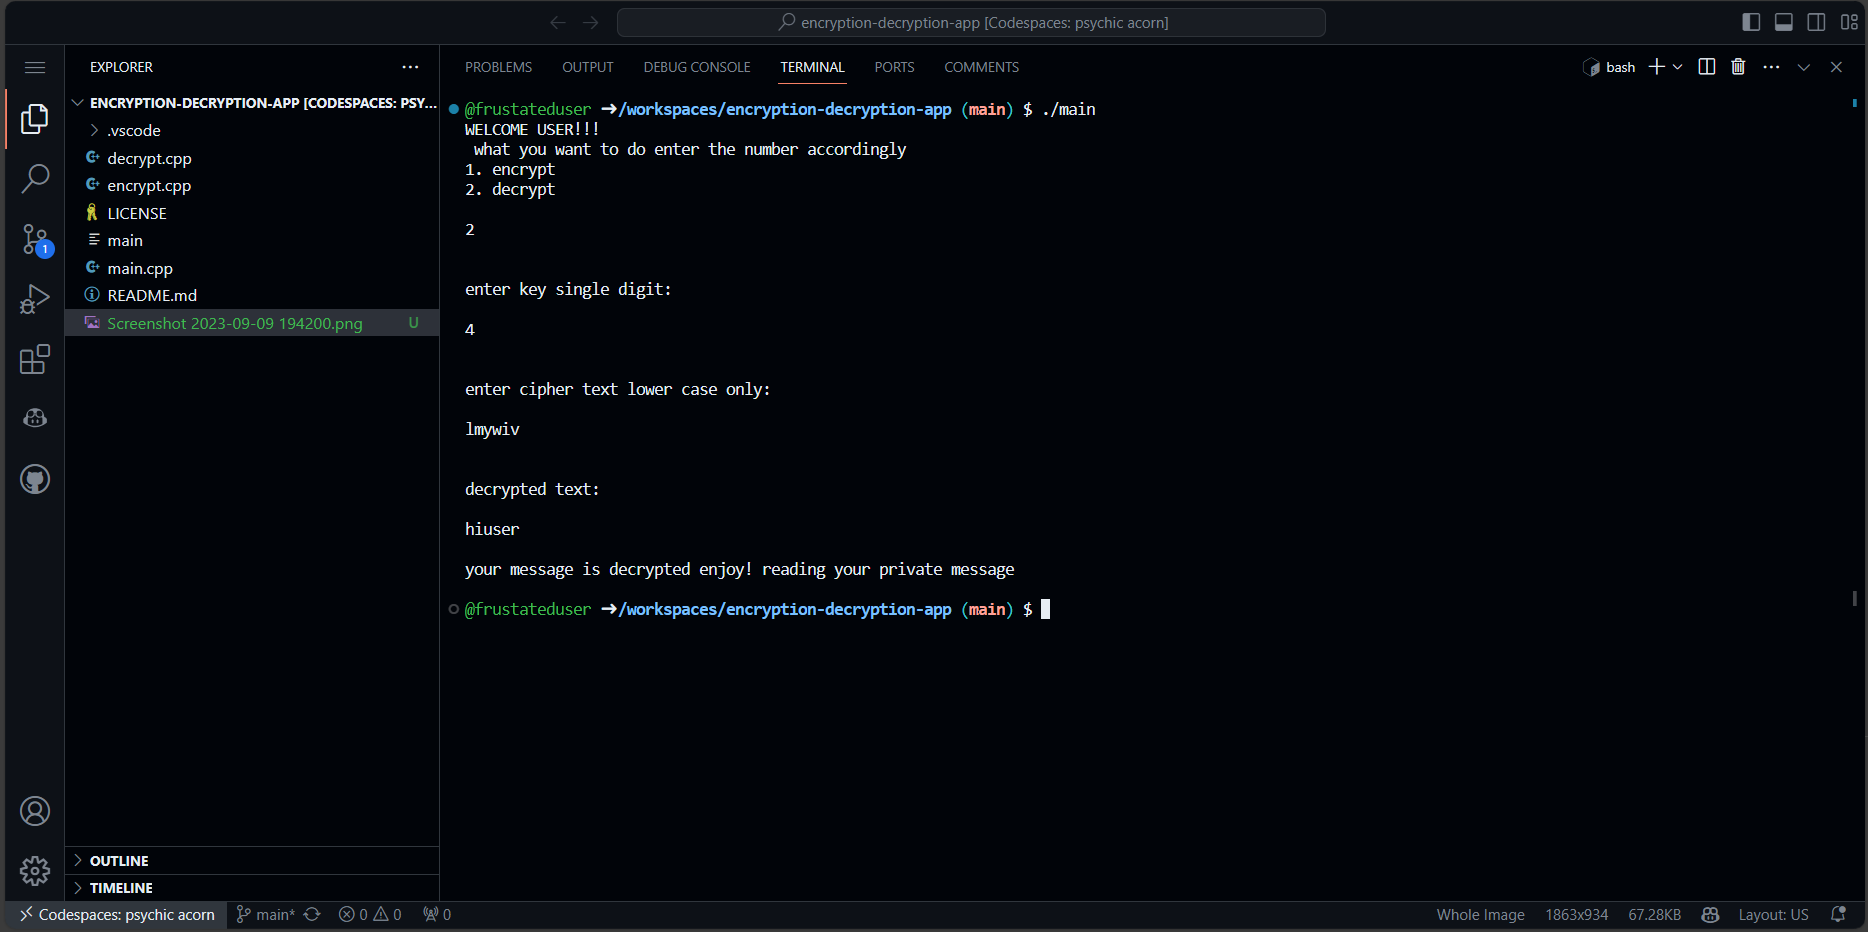 encryption-decryption-app [Codespaces: psychic acorn]
EXPLORER
ENCRYPTION-DECRYPTION-APP [CODESPACES: PSY...
.vscode
decrypt.cpp
encrypt.cpp
LICENSE
main
main.cpp
README.md
Screenshot 2023-09-09 194200.png U
1
OUTLINE
TIMELINE
PROBLEMS OUTPUT DEBUG CONSOLE TERMINAL PORTS COMMENTS
bash
@frustateduser ➜/workspaces/encryption-decryption-app (main) $ ./main
WELCOME USER!!!
what you want to do enter the number accordingly
1. encrypt
2. decrypt
2
enter key single digit:
4
enter cipher text lower case only:
lmywiv
decrypted text:
hiuser
your message is decrypted enjoy! reading your private message
@frustateduser ➜/workspaces/encryption-decryption-app (main) $
Codespaces: psychic acorn main* 0 0 0 Whole Image 1863x934 67.28KB Layout: US